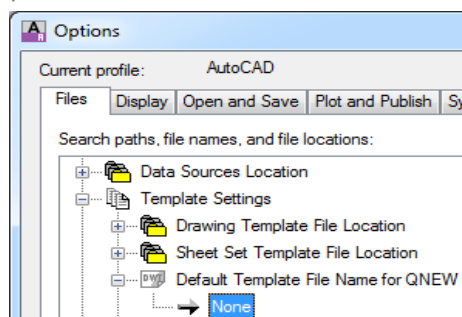 Options
Current profile: AutoCAD
Files Display Open and Save Plot and Publish
Search paths, file names, and file locations:
Data Sources Location
Template Settings
Drawing Template File Location
Sheet Set Template File Location
Default Template File Name for QNEW
None